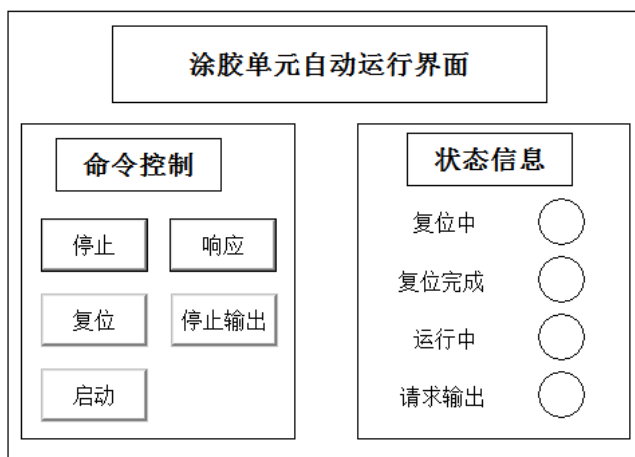 涂胶单元自动运行界面
命令控制
停止
响应
复位
停止输出
启动
状态信息
复位中
复位完成
运行中
请求输出